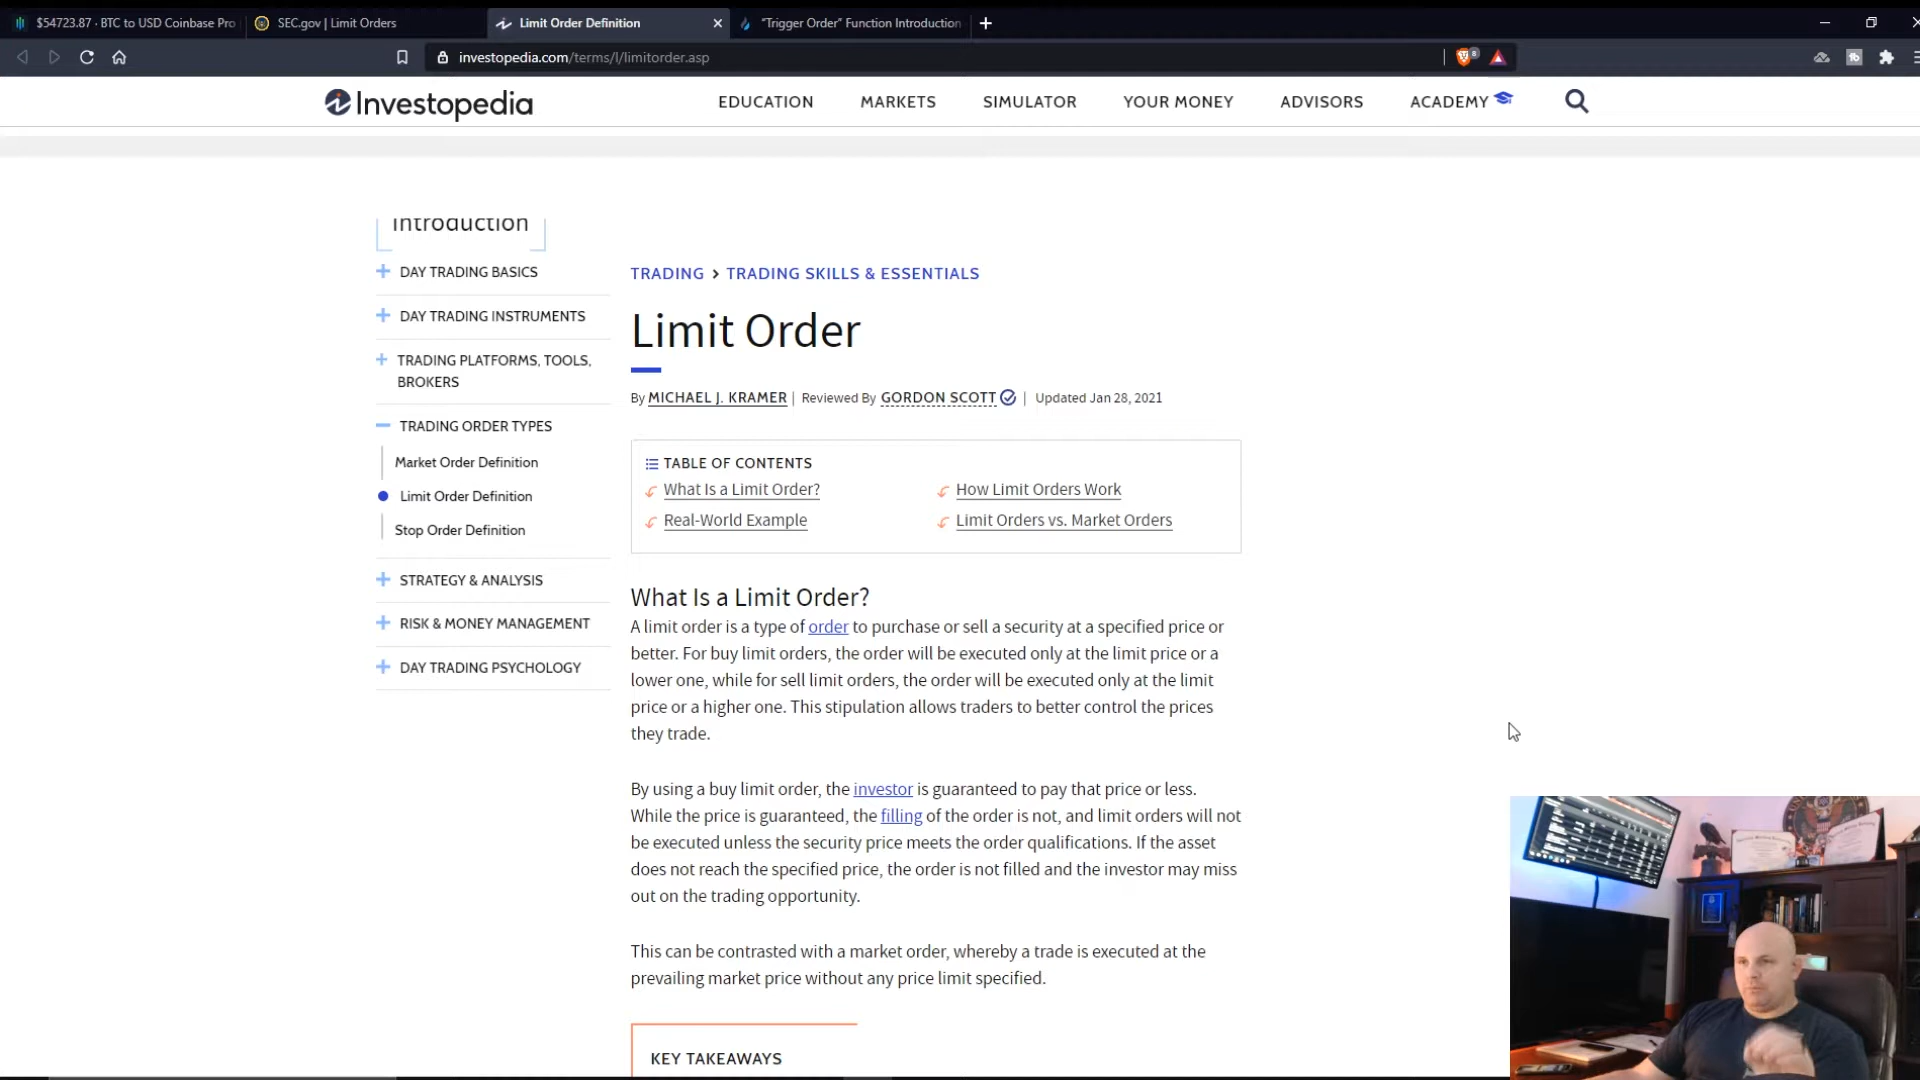 $54723.87 · BTC to USD Coinbase Pro
SEC.gov | Limit Orders
Limit Order Definition
"Trigger Order" Function Introduction
investopedia.com/terms/l/limitorder.asp
Investopedia
EDUCATION
MARKETS
SIMULATOR
YOUR MONEY
ADVISORS
ACADEMY
Introduction
DAY TRADING BASICS
DAY TRADING INSTRUMENTS
TRADING PLATFORMS, TOOLS,
BROKERS
TRADING ORDER TYPES
Market Order Definition
Limit Order Definition
Stop Order Definition
STRATEGY & ANALYSIS
RISK & MONEY MANAGEMENT
DAY TRADING PSYCHOLOGY
TRADING > TRADING SKILLS & ESSENTIALS
Limit Order
By MICHAEL J. KRAMER | Reviewed By GORDON SCOTT | Updated Jan 28, 2021
TABLE OF CONTENTS
What Is a Limit Order?
How Limit Orders Work
Real-World Example
Limit Orders vs. Market Orders
What Is a Limit Order?
A limit order is a type of order to purchase or sell a security at a specified price or
better. For buy limit orders, the order will be executed only at the limit price or a
lower one, while for sell limit orders, the order will be executed only at the limit
price or a higher one. This stipulation allows traders to better control the prices
they trade.
By using a buy limit order, the investor is guaranteed to pay that price or less.
While the price is guaranteed, the filling of the order is not, and limit orders will not
be executed unless the security price meets the order qualifications. If the asset
does not reach the specified price, the order is not filled and the investor may miss
out on the trading opportunity.
This can be contrasted with a market order, whereby a trade is executed at the
prevailing market price without any price limit specified.
KEY TAKEAWAYS